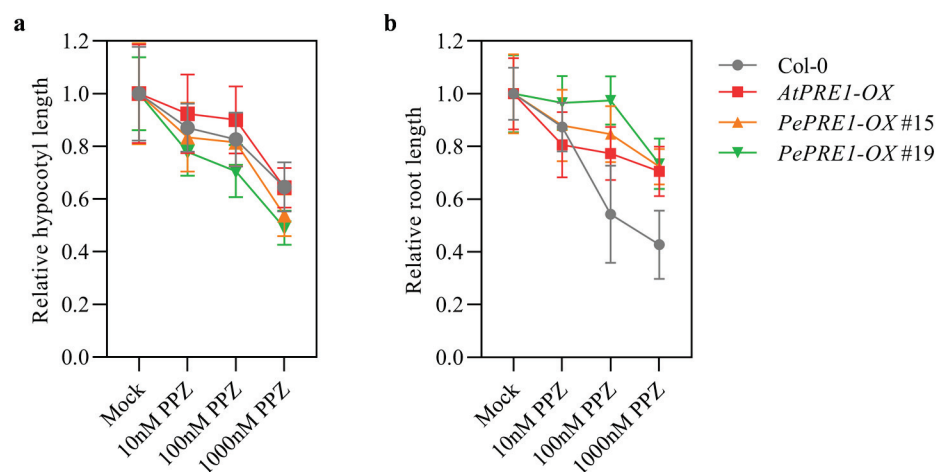 a
Relative hypocotyl length
1.2
1.0
0.8
0.6
0.4
0.2
0.0
Mock
10nM PPZ
100nM PPZ
1000nM PPZ
b
Relative root length
1.2
1.0
0.8
0.6
0.4
0.2
0.0
Mock
10nM PPZ
100nM PPZ
1000nM PPZ
Col-0
AtPRE1-OX
PePRE1-OX #15
PePRE1-OX #19